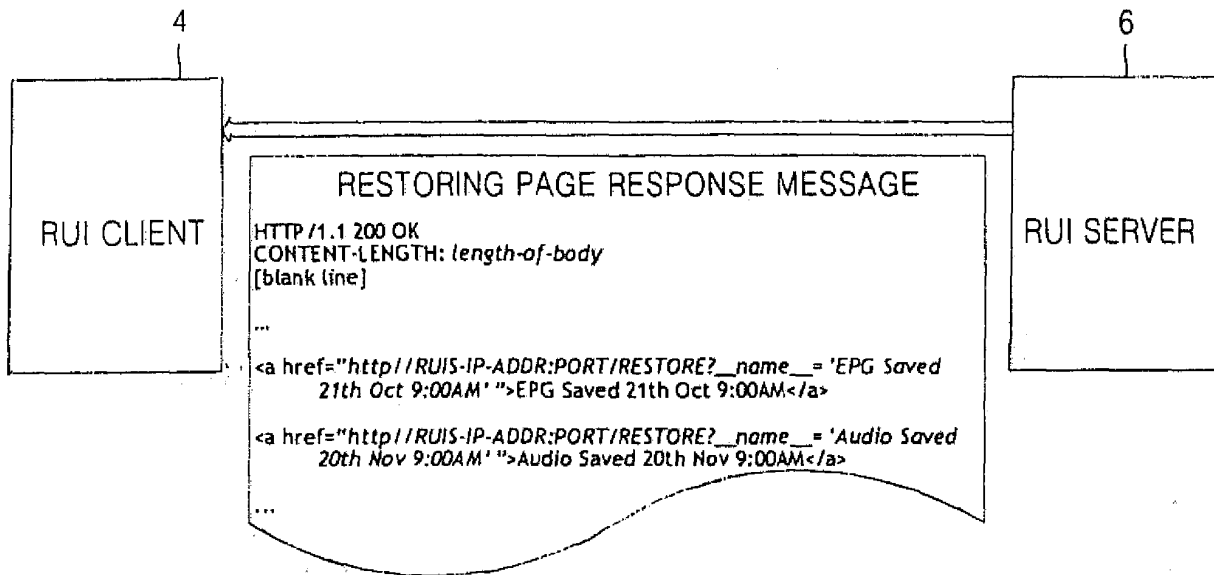 4
6
RUI CLIENT
RUI SERVER
RESTORING PAGE RESPONSE MESSAGE
HTTP/1.1 200 OK
CONTENT-LENGTH: length-of-body
[blank line]
...
<a href="http//RUIS-IP-ADDR:PORT/RESTORE?__name__= 'EPG Saved
21th Oct 9:00AM' ">EPG Saved 21th Oct 9:00AM</a>
<a href="http//RUIS-IP-ADDR:PORT/RESTORE?__name__= 'Audio Saved
20th Nov 9:00AM' ">Audio Saved 20th Nov 9:00AM</a>
...